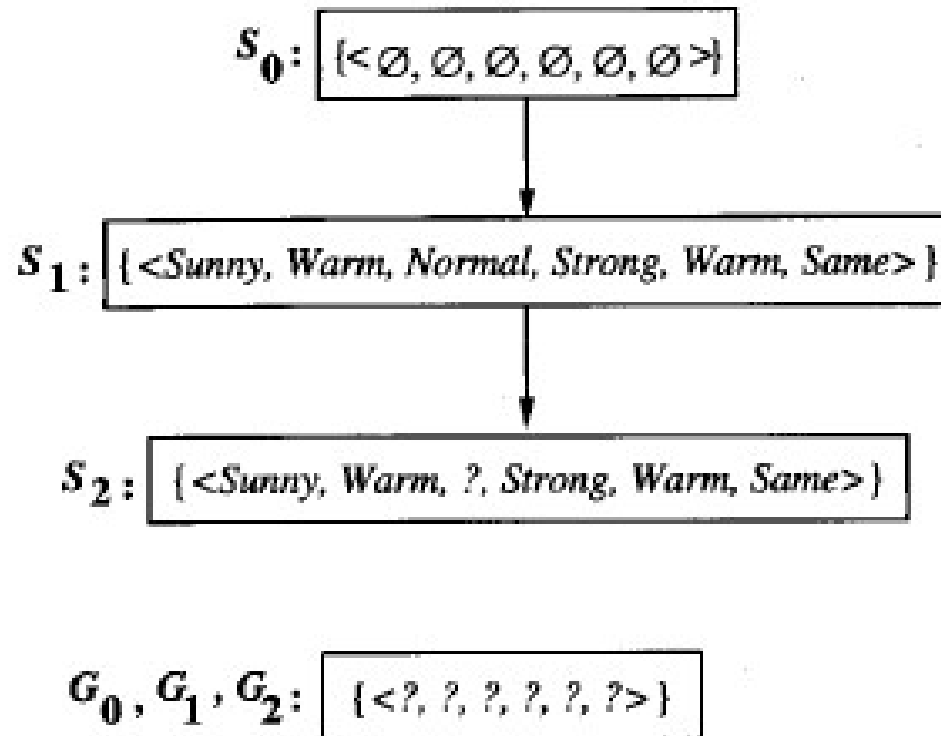 S0: {<∅, ∅, ∅, ∅, ∅, ∅>}
S1: {<Sunny, Warm, Normal, Strong, Warm, Same>}
S2: {<Sunny, Warm, ?, Strong, Warm, Same>}
G0, G1, G2: {<?, ?, ?, ?, ?, ?>}